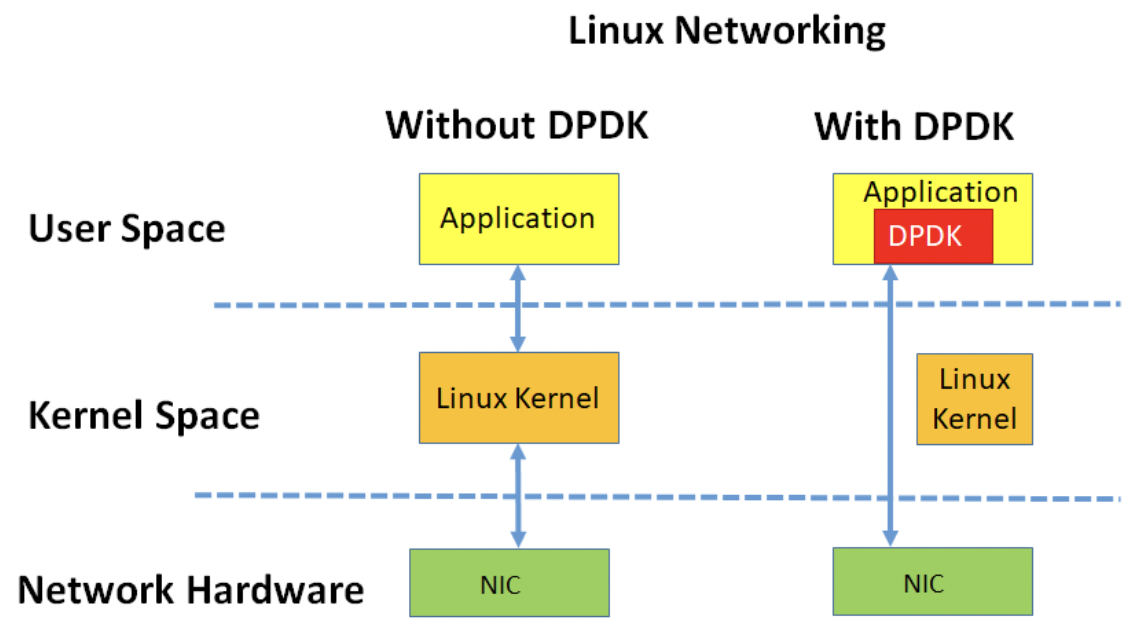 Linux Networking
Without DPDK
With DPDK
User Space
Application
Application
DPDK
Kernel Space
Linux Kernel
Linux
Kernel
Network Hardware
NIC
NIC